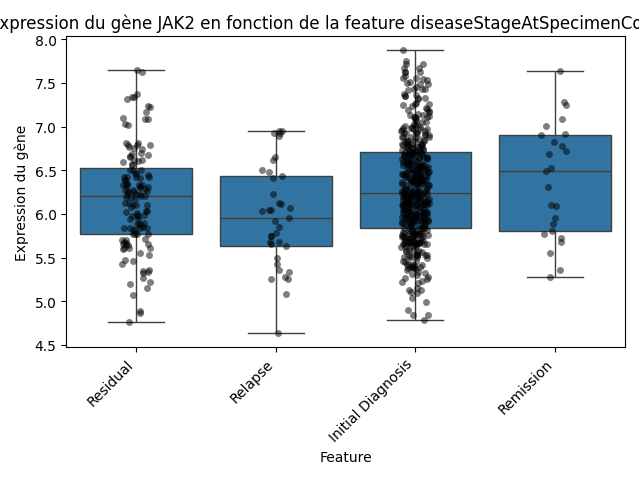 xpression du gène JAK2 en fonction de la feature diseaseStageAtSpecimenCo
8.0
7.5
7.0
6.5
6.0
5.5
5.0
4.5
Expression du gène
Residual
Relapse
Initial Diagnosis
Remission
Feature